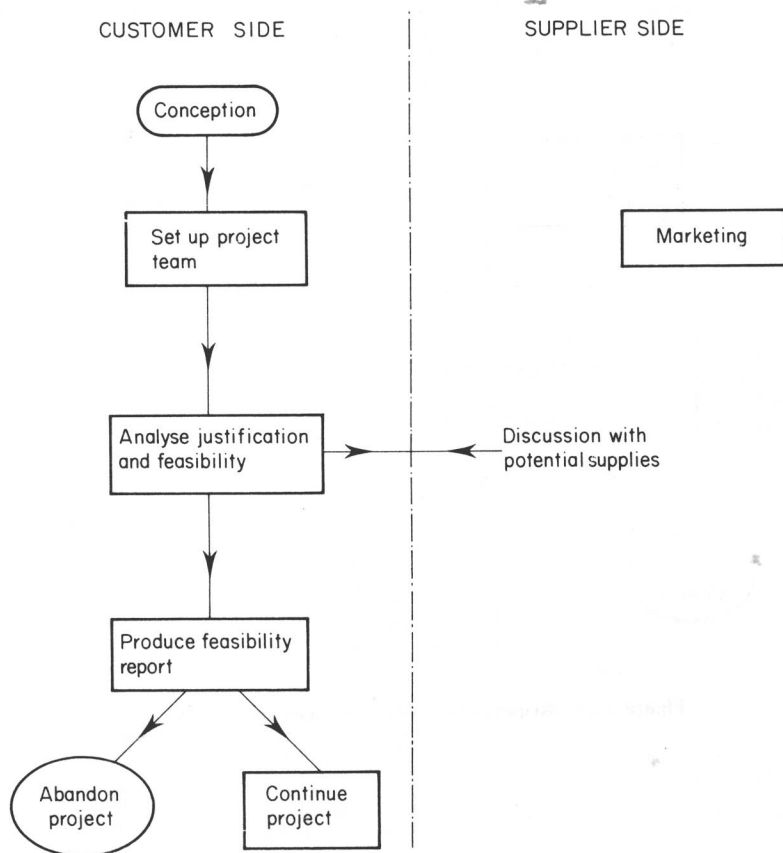 CUSTOMER SIDE
SUPPLIER SIDE
Conception
Set up project
team
Marketing
Analyse justification
and feasibility
Discussion with
potential supplies
Produce feasibility
report
Abandon
project
Continue
project